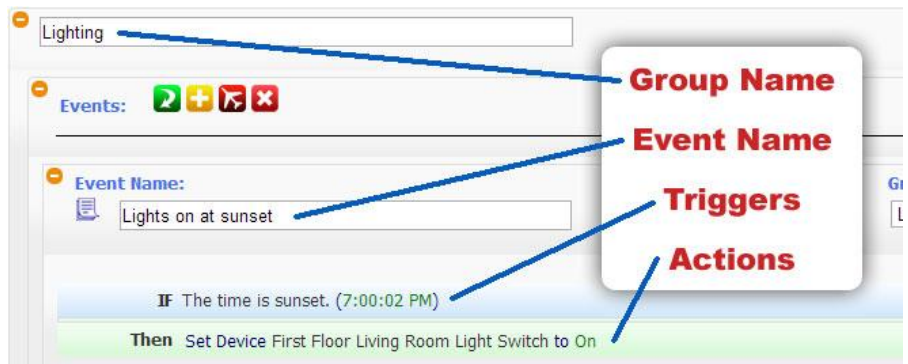 Lighting
Group Name
Events:
Event Name
Event Name:
Lights on at sunset
Triggers
Actions
IF The time is sunset. (7:00:02 PM)
Then Set Device First Floor Living Room Light Switch to On